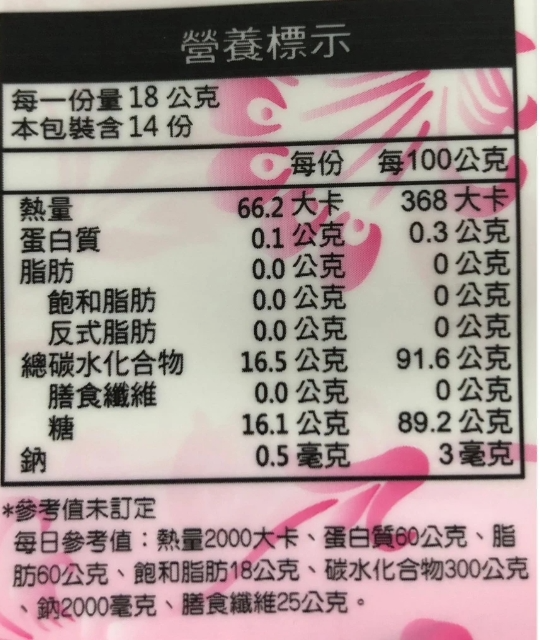 營養標示
每一份量18公克
本包裝含14份
每份 每100公克
熱量 66.2大卡 368大卡
蛋白質 0.1公克 0.3公克
脂肪 0.0公克 0公克
飽和脂肪 0.0公克 0公克
反式脂肪 0.0公克 0公克
總碳水化合物 16.5公克 91.6公克
膳食纖維 0.0公克 0公克
糖 16.1公克 89.2公克
鈉 0.5毫克 3毫克
*參考值未訂定
每日參考值：熱量2000大卡、蛋白質60公克、脂
肪60公克、飽和脂肪18公克、碳水化合物300公克
、鈉2000毫克、膳食纖維25公克。